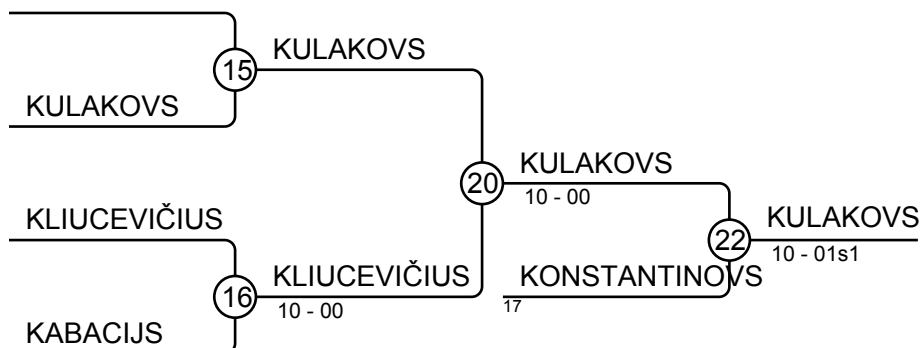 KULAKOVS
15
KULAKOVS
KULAKOVS
20
10 - 00
KLIUCEVIČIUS
KULAKOVS
22
10 - 01s1
KLIUCEVIČIUS
KONSTANTINOVS
16
10 - 00
17
KABACIJS